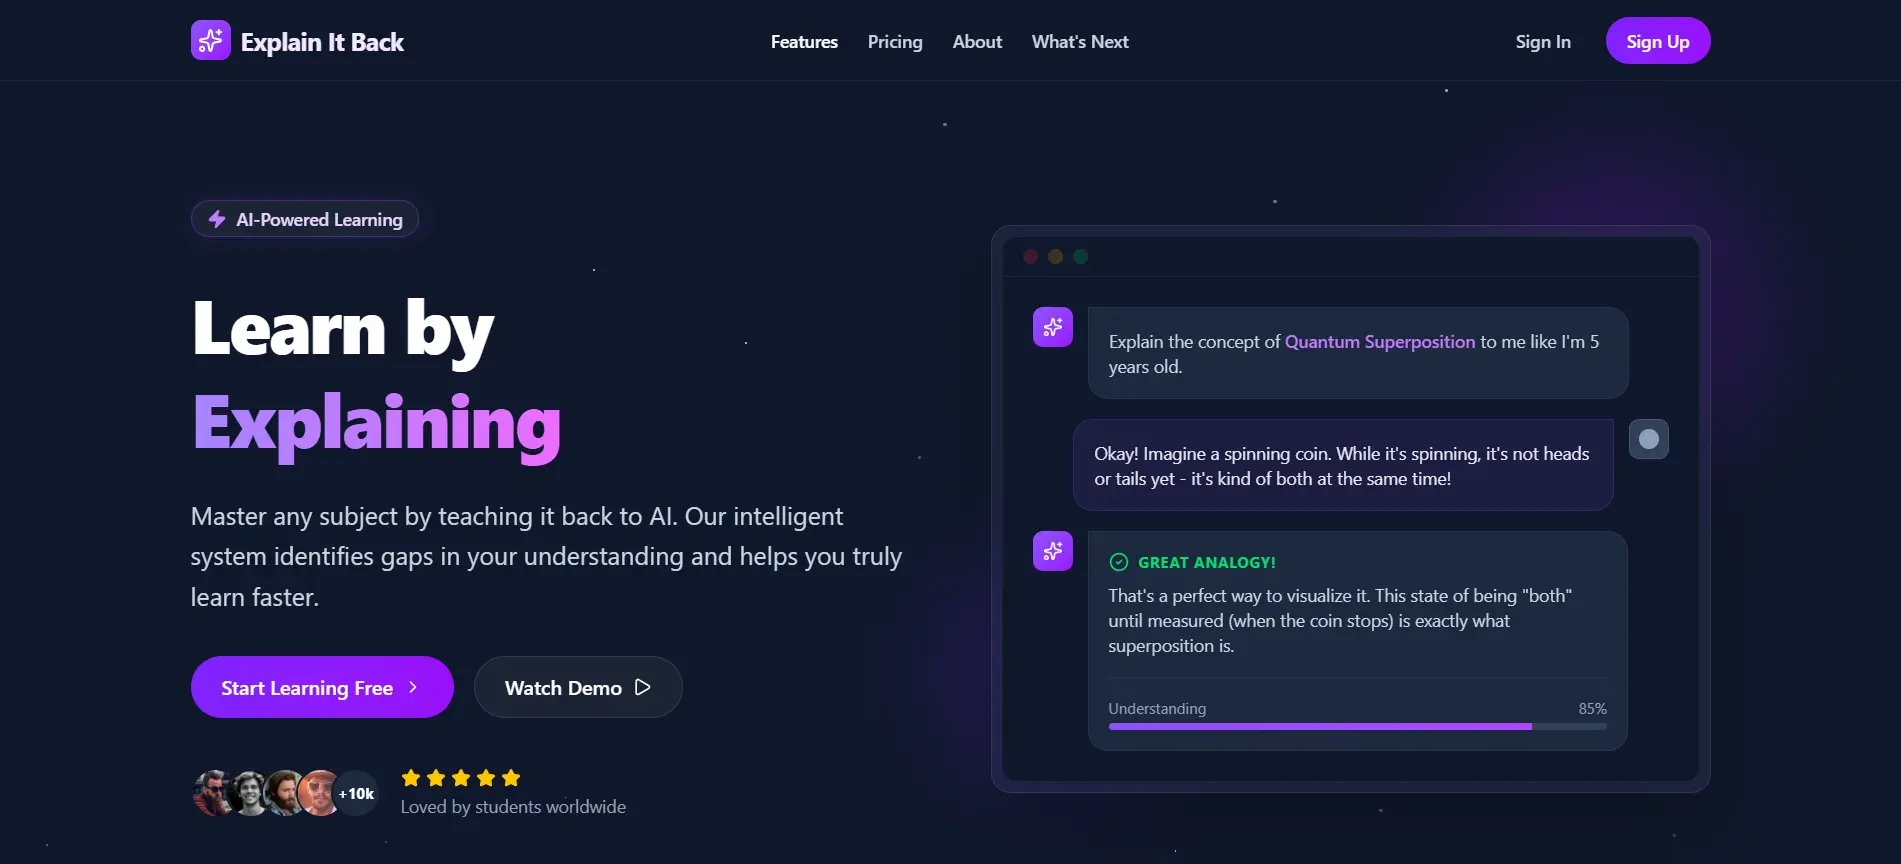 Explain It Back
Features
Pricing
About
What's Next
Sign In
Sign Up
AI-Powered Learning
Learn by
Explaining
Master any subject by teaching it back to AI. Our intelligent
system identifies gaps in your understanding and helps you truly
learn faster.
Start Learning Free
Watch Demo
+10k
Loved by students worldwide
Explain the concept of Quantum Superposition to me like I'm 5
years old.
Okay! Imagine a spinning coin. While it's spinning, it's not heads
or tails yet - it's kind of both at the same time!
GREAT ANALOGY!
That's a perfect way to visualize it. This state of being "both"
until measured (when the coin stops) is exactly what
superposition is.
Understanding
85%